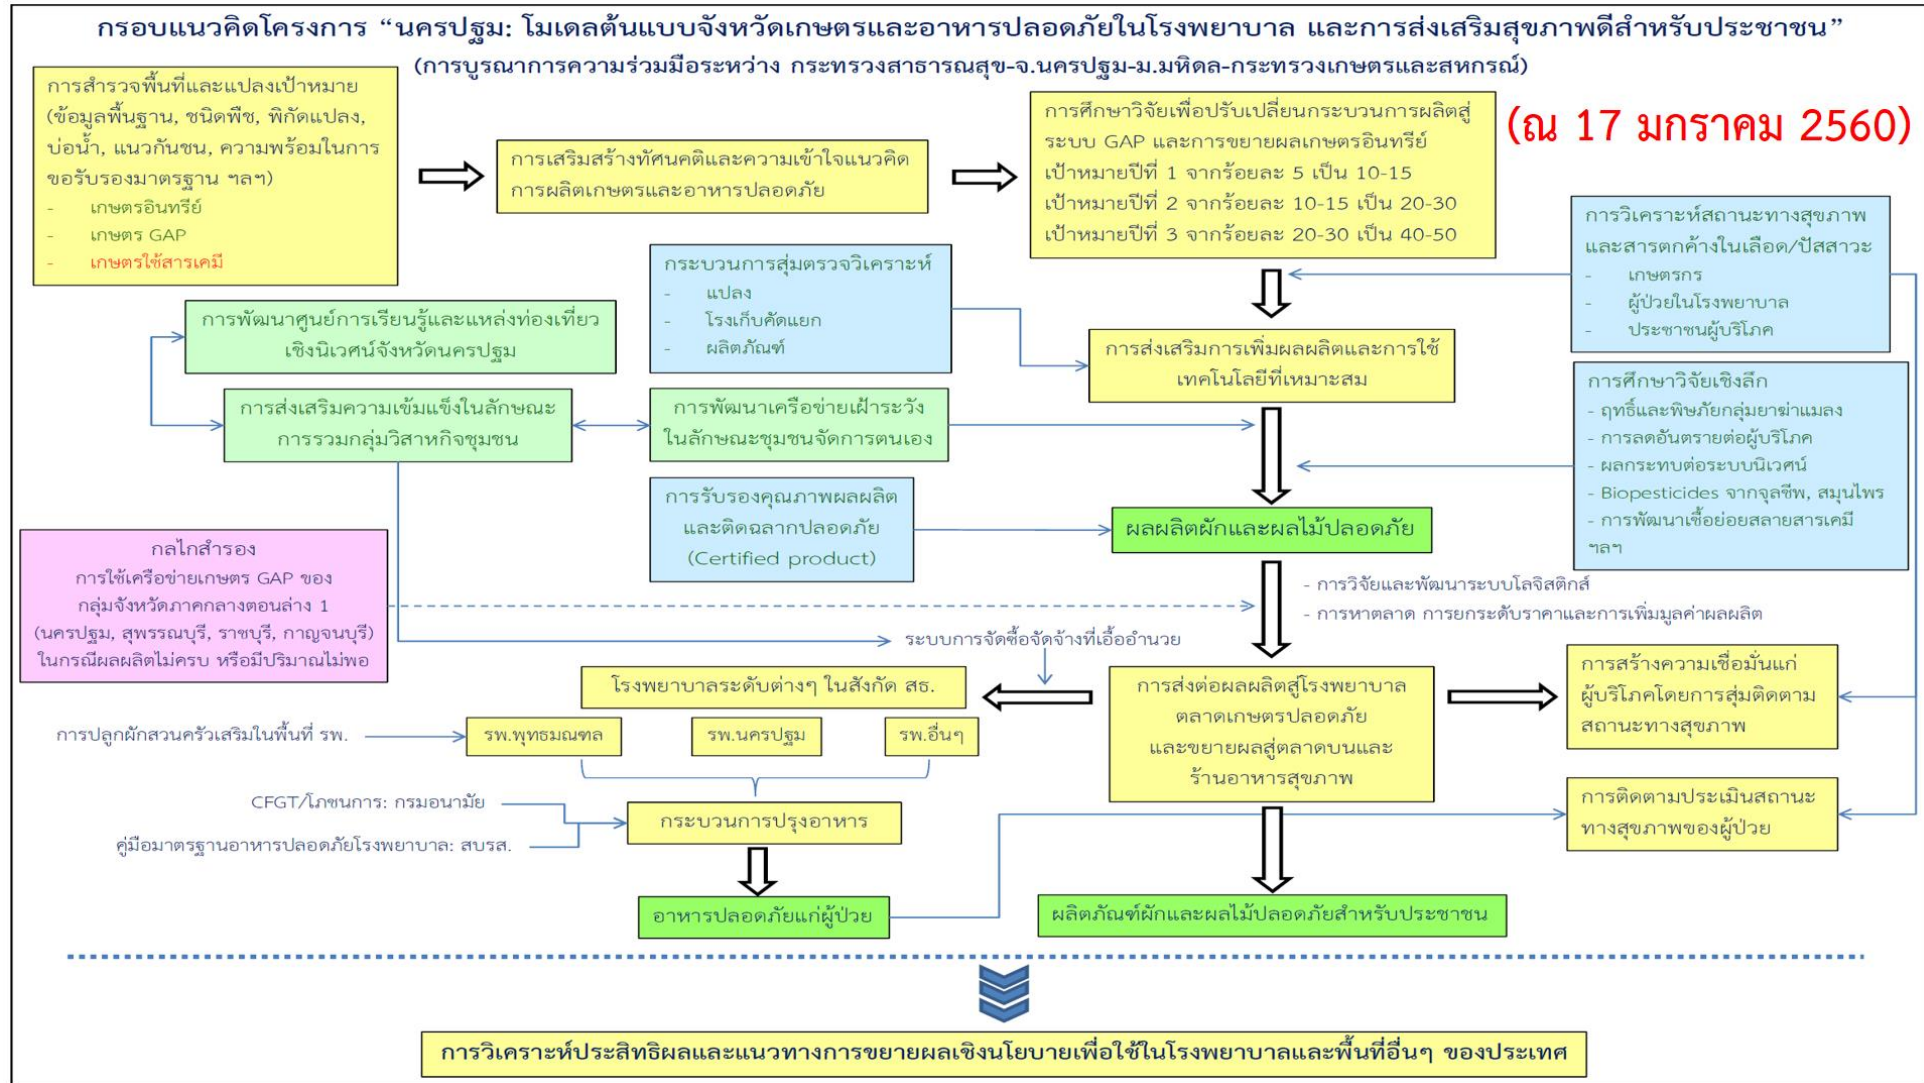 กรอบแนวคิดโครงการ “นครปฐม: โมเดลต้นแบบจังหวัดเกษตรและอาหารปลอดภัยในโรงพยาบาล และการส่งเสริมสุขภาพดีสำหรับประชาชน”
(การบูรณาการความร่วมมือระหว่าง กระทรวงสาธารณสุข-จ.นครปฐม-ม.มหิดล-กระทรวงเกษตรและสหกรณ์)
(ณ 17 มกราคม 2560)
การสำรวจพื้นที่และแปลงเป้าหมาย
(ข้อมูลพื้นฐาน, ชนิดพืช, พิกัดแปลง,
บ่อน้ำ, แนวกันชน, ความพร้อมในการ
ขอรับรองมาตรฐาน ฯลฯ)
- เกษตรอินทรีย์
- เกษตร GAP
- เกษตรใช้สารเคมี
การเสริมสร้างทัศนคติและความเข้าใจแนวคิด
การผลิตเกษตรและอาหารปลอดภัย
การศึกษาวิจัยเพื่อปรับเปลี่ยนกระบวนการผลิตสู่
ระบบ GAP และการขยายผลเกษตรอินทรีย์
เป้าหมายปีที่ 1 จากร้อยละ 5 เป็น 10-15
เป้าหมายปีที่ 2 จากร้อยละ 10-15 เป็น 20-30
เป้าหมายปีที่ 3 จากร้อยละ 20-30 เป็น 40-50
การวิเคราะห์สถานะทางสุขภาพ
และสารตกค้างในเลือด/ปัสสาวะ
- เกษตรกร
- ผู้ป่วยในโรงพยาบาล
- ประชาชนผู้บริโภค
กระบวนการสุ่มตรวจวิเคราะห์
- แปลง
- โรงเก็บคัดแยก
- ผลิตภัณฑ์
การพัฒนาศูนย์การเรียนรู้และแหล่งท่องเที่ยว
เชิงนิเวศน์จังหวัดนครปฐม
การส่งเสริมการเพิ่มผลผลิตและการใช้
เทคโนโลยีที่เหมาะสม
การส่งเสริมความเข้มแข็งในลักษณะ
การรวมกลุ่มวิสาหกิจชุมชน
การพัฒนาเครือข่ายเฝ้าระวัง
ในลักษณะชุมชนจัดการตนเอง
การศึกษาวิจัยเชิงลึก
- ฤทธิ์และพิษภัยกลุ่มยาฆ่าแมลง
- การลดอันตรายต่อผู้บริโภค
- ผลกระทบต่อระบบนิเวศน์
- Biopesticides จากจุลชีพ, สมุนไพร
- การพัฒนาเชื้อย่อยสลายสารเคมี
ฯลฯ
การรับรองคุณภาพผลผลิต
และติดฉลากปลอดภัย
(Certified product)
ผลผลิตผักและผลไม้ปลอดภัย
กลไกสำรอง
การใช้เครือข่ายเกษตร GAP ของ
กลุ่มจังหวัดภาคกลางตอนล่าง 1
(นครปฐม, สุพรรณบุรี, ราชบุรี, กาญจนบุรี)
ในกรณีผลผลิตไม่ครบ หรือมีปริมาณไม่พอ
- การวิจัยและพัฒนาระบบโลจิสติกส์
- การหาตลาด การยกระดับราคาและการเพิ่มมูลค่าผลผลิต
ระบบการจัดซื้อจัดจ้างที่เอื้ออำนวย
โรงพยาบาลระดับต่างๆ ในสังกัด สธ.
การส่งต่อผลผลิตสู่โรงพยาบาล
ตลาดเกษตรปลอดภัย
และขยายผลสู่ตลาดบนและ
ร้านอาหารสุขภาพ
การสร้างความเชื่อมั่นแก่
ผู้บริโภคโดยการสุ่มติดตาม
สถานะทางสุขภาพ
การปลูกผักสวนครัวเสริมในพื้นที่ รพ.
รพ.พุทธมณฑล
รพ.นครปฐม
รพ.อื่นๆ
CFGT/โภชนการ: กรมอนามัย
คู่มือมาตรฐานอาหารปลอดภัยโรงพยาบาล: สบรส.
กระบวนการปรุงอาหาร
การติดตามประเมินสถานะ
ทางสุขภาพของผู้ป่วย
อาหารปลอดภัยแก่ผู้ป่วย
ผลิตภัณฑ์ผักและผลไม้ปลอดภัยสำหรับประชาชน
การวิเคราะห์ประสิทธิผลและแนวทางการขยายผลเชิงนโยบายเพื่อใช้ในโรงพยาบาลและพื้นที่อื่นๆ ของประเทศ